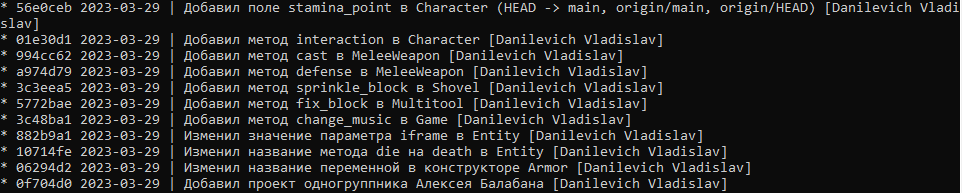 * 56e0ceb 2023-03-29 | Добавил поле stamina_point в Character (HEAD -> main, origin/main, origin/HEAD) [Danilevich Vladi
slav]
* 01e30d1 2023-03-29 | Добавил метод interaction в Character [Danilevich Vladislav]
* 994cc62 2023-03-29 | Добавил метод cast в MeleeWeapon [Danilevich Vladislav]
* a974d79 2023-03-29 | Добавил метод defense в MeleeWeapon [Danilevich Vladislav]
* 3c3eea5 2023-03-29 | Добавил метод sprinkle_block в Shovel [Danilevich Vladislav]
* 5772bae 2023-03-29 | Добавил метод fix_block в Multitool [Danilevich Vladislav]
* 3c48ba1 2023-03-29 | Добавил метод change_music в Game [Danilevich Vladislav]
* 882b9a1 2023-03-29 | Изменил значение параметра iframe в Entity [Danilevich Vladislav]
* 10714fe 2023-03-29 | Изменил название метода die на death в Entity [Danilevich Vladislav]
* 06294d2 2023-03-29 | Изменил название переменной в конструкторе Armor [Danilevich Vladislav]
* 0f704d0 2023-03-29 | Добавил проект одногруппника Алексея Балабана [Danilevich Vladislav]